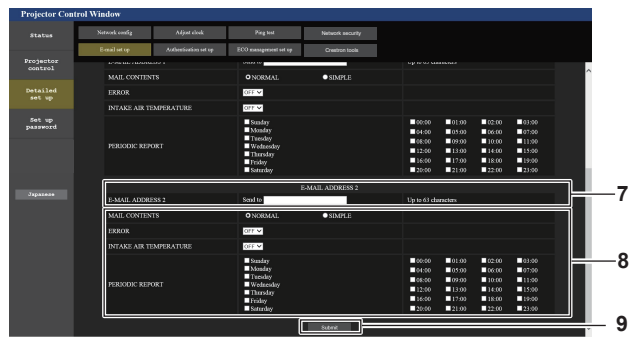 Projector Control Window
Status
Projector control
Detailed set up
Set up password
Japanese
Network config Adjust clock Ping test Network security
E-mail set up Authentication set up ECO management set up Crestron tools
E-MAIL ADDRESS 1 Send to Up to 63 characters
MAIL CONTENTS NORMAL SIMPLE
ERROR OFF
INTAKE AIR TEMPERATURE OFF
PERIODIC REPORT
Sunday 00:00 01:00 02:00 03:00
Monday 04:00 05:00 06:00 07:00
Tuesday 08:00 09:00 10:00 11:00
Wednesday 12:00 13:00 14:00 15:00
Thursday
Friday 16:00 17:00 18:00 19:00
Saturday 20:00 21:00 22:00 23:00
E-MAIL ADDRESS 2
E-MAIL ADDRESS 2 Send to Up to 63 characters
7
MAIL CONTENTS NORMAL SIMPLE
ERROR OFF
INTAKE AIR TEMPERATURE OFF
8
PERIODIC REPORT
Sunday 00:00 01:00 02:00 03:00
Monday 04:00 05:00 06:00 07:00
Tuesday 08:00 09:00 10:00 11:00
Wednesday 12:00 13:00 14:00 15:00
Thursday
Friday 16:00 17:00 18:00 19:00
Saturday 20:00 21:00 22:00 23:00
Submit
9